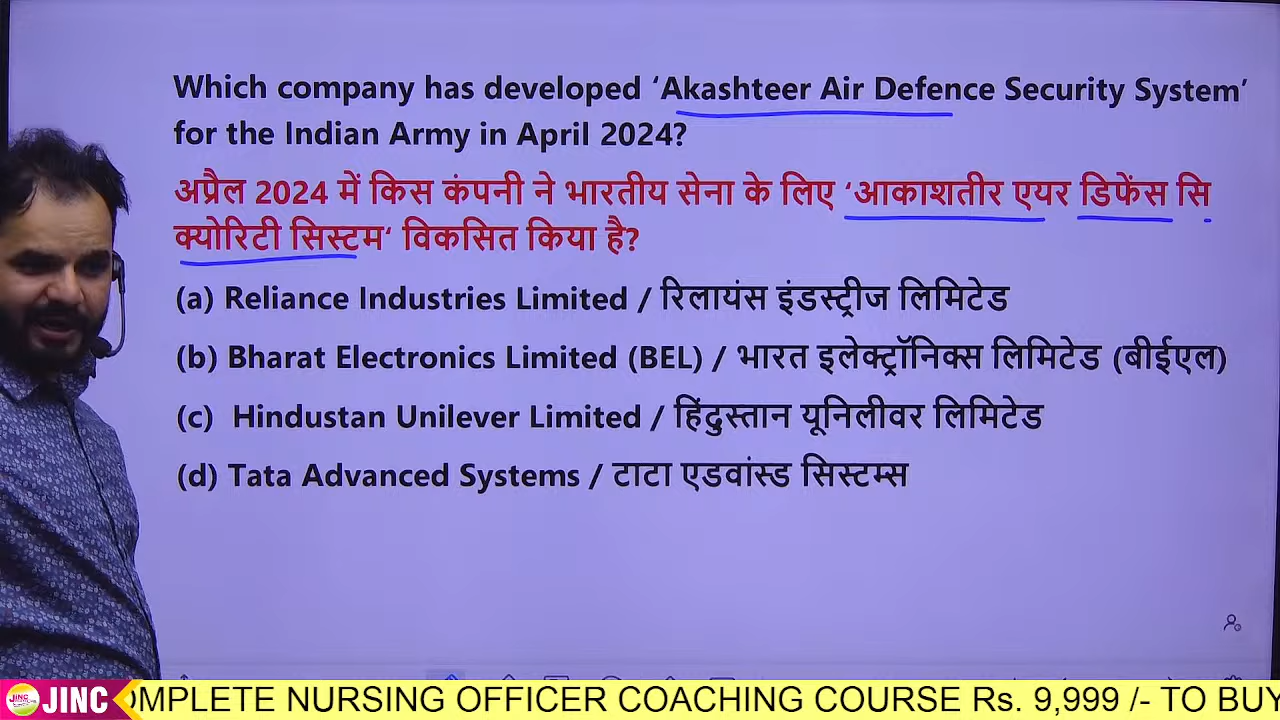 Which company has developed ‘Akashteer Air Defence Security System’
for the Indian Army in April 2024?
अप्रैल 2024 में किस कंपनी ने भारतीय सेना के लिए ‘आकाशतीर एयर डिफेंस सि
क्योरिटी सिस्टम‘ विकसित किया है?
(a) Reliance Industries Limited / रिलायंस इंडस्ट्रीज लिमिटेड
(b) Bharat Electronics Limited (BEL) / भारत इलेक्ट्रॉनिक्स लिमिटेड (बीईएल)
(c) Hindustan Unilever Limited / हिंदुस्तान यूनिलीवर लिमिटेड
(d) Tata Advanced Systems / टाटा एडवांस्ड सिस्टम्स
JINC OMPLETE NURSING OFFICER COACHING COURSE Rs. 9,999 /- TO BUY